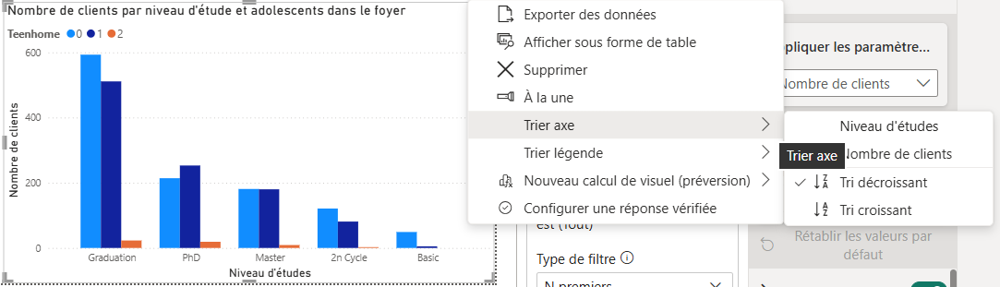 Nombre de clients par niveau d'étude et adolescents dans le foyer
Teenhome 0 1 2
600
400
200
0
Nombre de clients
Graduation PhD Master 2n Cycle Basic
Niveau d'études
Exporter des données
Afficher sous forme de table
Supprimer
À la une
Trier axe
Trier légende
Nouveau calcul de visuel (préversion)
Configurer une réponse vérifiée
est (Tout)
Type de filtre
N premiers
ppliquer les paramètre...
Nombre de clients
Niveau d'études
Trier axe
Nombre de clients
Tri décroissant
Tri croissant
Rétablir les valeurs par
défaut